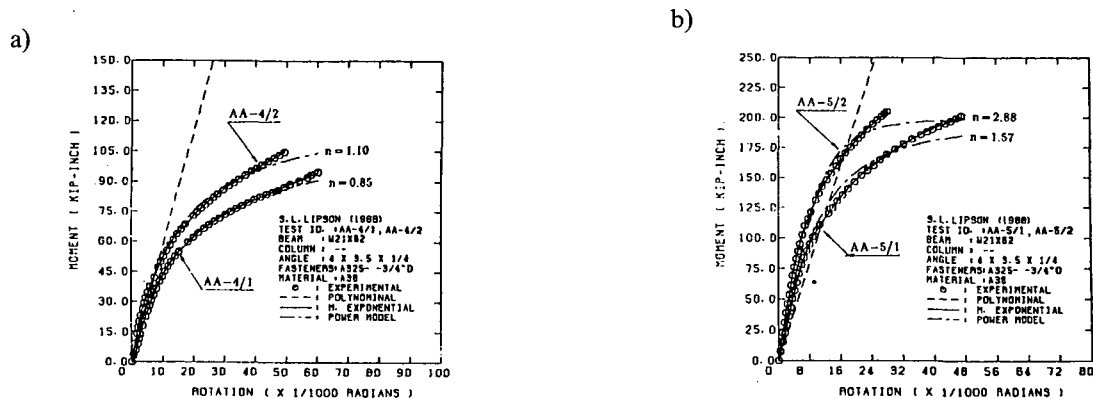 a)
150.0
135.0
120.0
105.0
90.0
75.0
60.0
45.0
30.0
15.0
0.0
MOMENT ( KIP-INCH )
0 10 20 30 40 50 60 70 80 90 100
ROTATION ( X 1/1000 RADIANS )
AA-4/2
n=1.10
n=0.85
AA-4/1
S.L.LIPSON (1968)
TEST ID. :AA-4/1, AA-4/2
BEAM : W21X62
COLUMN : --
ANGLE : 4 X 3.5 X 1/4
FASTENERS:A325- -3/4"D
MATERIAL :A36
: EXPERIMENTAL
: POLYNOMINAL
: M. EXPONENTIAL
: POWER MODEL
b)
250.0
225.0
200.0
175.0
150.0
125.0
100.0
75.0
50.0
25.0
0.0
MOMENT ( KIP-INCH )
0 8 16 24 32 40 48 56 64 72 80
ROTATION ( X 1/1000 RADIANS )
AA-5/2
n=2.88
n=1.57
AA-5/1
S.L.LIPSON (1968)
TEST ID. :AA-5/1, AA-5/2
BEAM : W21X62
COLUMN : --
ANGLE : 4 X 3.5 X 1/4
FASTENERS:A325- -3/4"D
MATERIAL :A36
: EXPERIMENTAL
: POLYNOMINAL
: M. EXPONENTIAL
: POWER MODEL